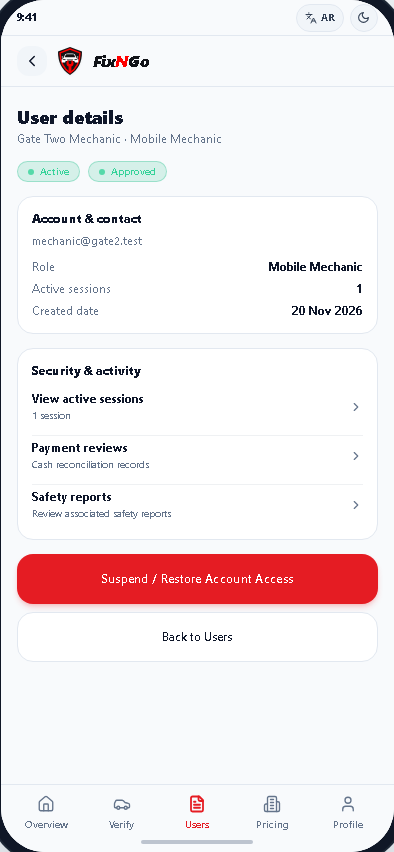 9:41
AR
FixNGo
User details
Gate Two Mechanic · Mobile Mechanic
Active
Approved
Account & contact
mechanic@gate2.test
Role Mobile Mechanic
Active sessions 1
Created date 20 Nov 2026
Security & activity
View active sessions
1 session
Payment reviews
Cash reconciliation records
Safety reports
Review associated safety reports
Suspend / Restore Account Access
Back to Users
Overview Verify Users Pricing Profile